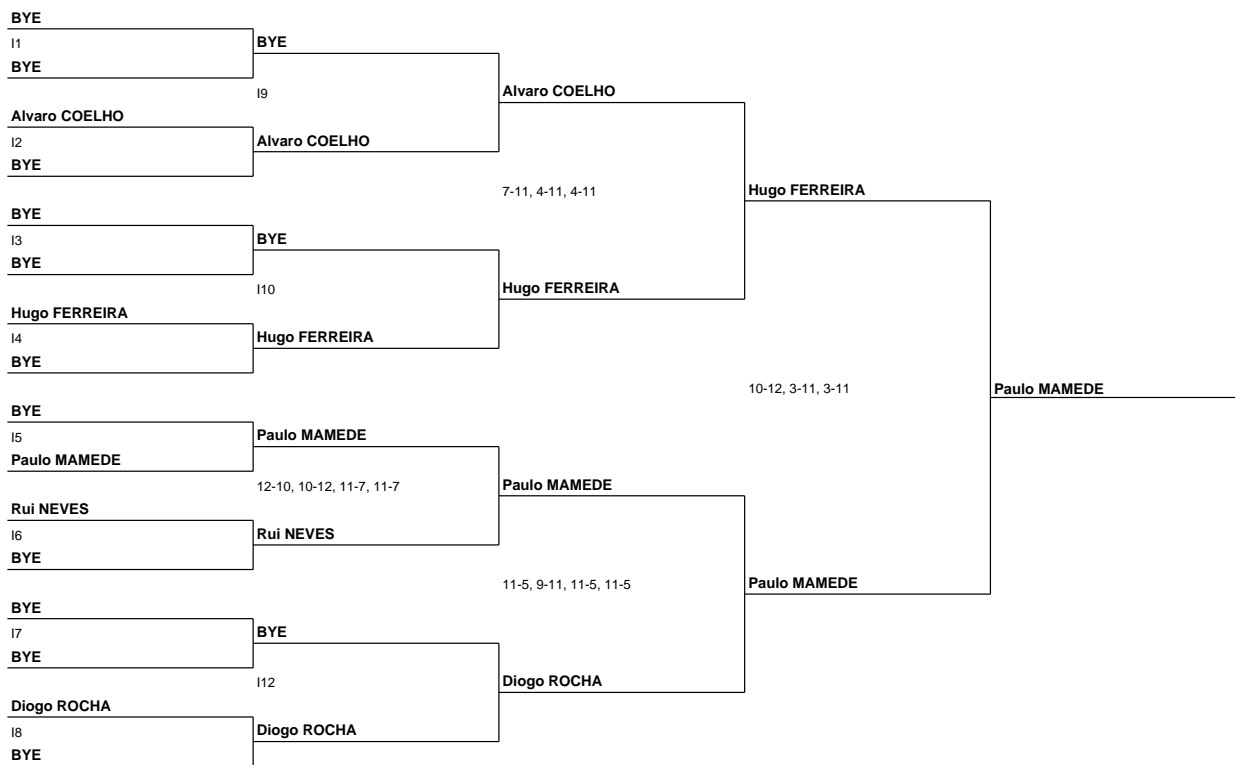 BYE
I1
BYE
BYE
I9
Alvaro COELHO
I2
BYE
Alvaro COELHO
Alvaro COELHO
7-11, 4-11, 4-11
BYE
I3
BYE
BYE
I10
Hugo FERREIRA
I4
BYE
Hugo FERREIRA
Hugo FERREIRA
Hugo FERREIRA
10-12, 3-11, 3-11
BYE
I5
Paulo MAMEDE
Paulo MAMEDE
12-10, 10-12, 11-7, 11-7
Rui NEVES
I6
BYE
Rui NEVES
Paulo MAMEDE
11-5, 9-11, 11-5, 11-5
BYE
I7
BYE
BYE
I12
Diogo ROCHA
I8
BYE
Diogo ROCHA
Diogo ROCHA
Paulo MAMEDE
Paulo MAMEDE